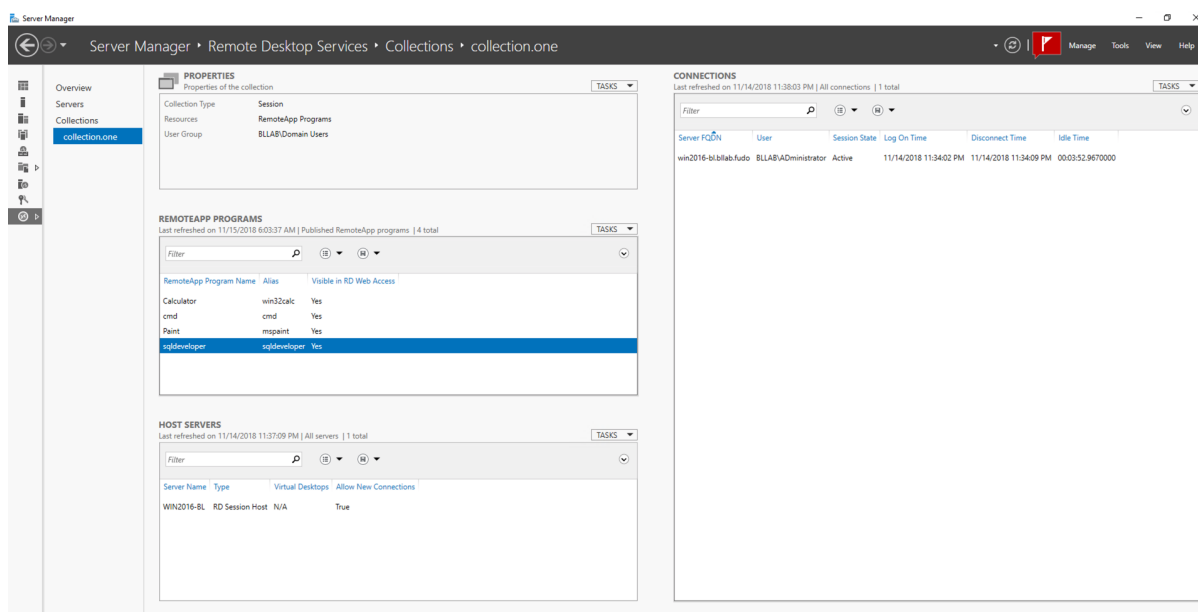 Server Manager
Server Manager ‣ Remote Desktop Services ‣ Collections ‣ collection.one
Manage Tools View Help
Overview
Servers
Collections
collection.one
PROPERTIES
Properties of the collection
TASKS
Collection Type Session
Resources RemoteApp Programs
User Group BLLAB\Domain Users
REMOTEAPP PROGRAMS
Last refreshed on 11/15/2018 6:03:37 AM | Published RemoteApp programs | 4 total
TASKS
Filter
RemoteApp Program Name Alias Visible in RD Web Access
Calculator win32calc Yes
cmd cmd Yes
Paint mspaint Yes
sqldeveloper sqldeveloper Yes
HOST SERVERS
Last refreshed on 11/14/2018 11:37:09 PM | All servers | 1 total
TASKS
Filter
Server Name Type Virtual Desktops Allow New Connections
WIN2016-BL RD Session Host N/A True
CONNECTIONS
Last refreshed on 11/14/2018 11:38:03 PM | All connections | 1 total
TASKS
Filter
Server FQDN User Session State Log On Time Disconnect Time Idle Time
win2016-bl.bllab.fudo BLLAB\ADministrator Active 11/14/2018 11:34:02 PM 11/14/2018 11:34:09 PM 00:03:52.9670000